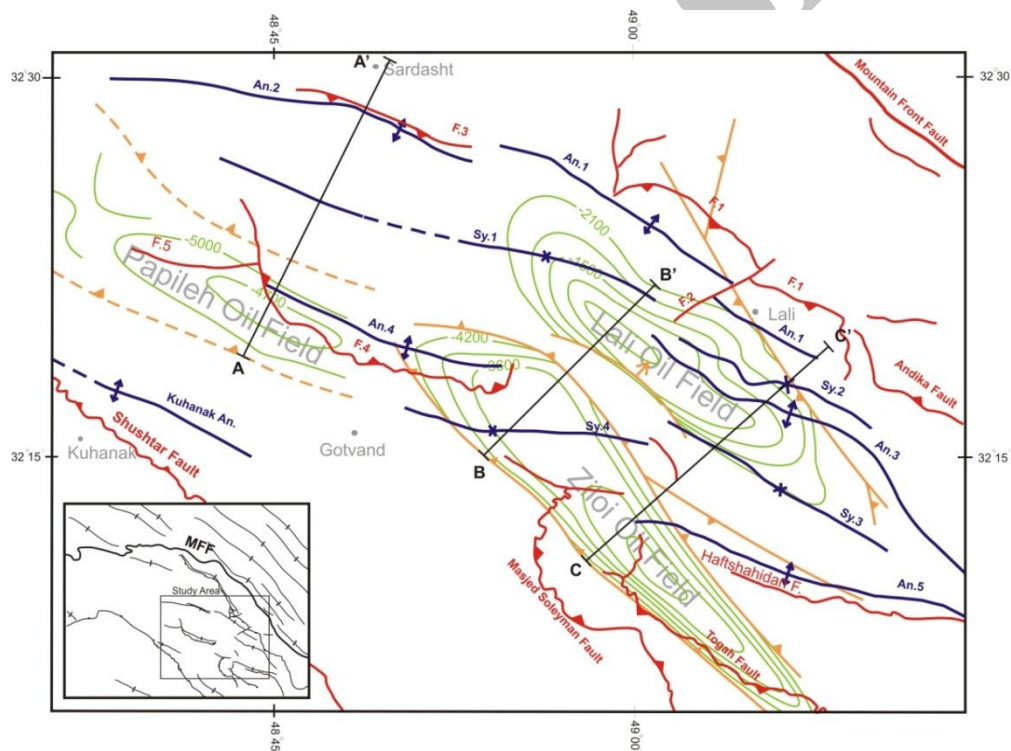 48 45
49 00
32 30
32 30
A'
Sardasht
Mountain Front Fault
An.2
F.3
An.1
F.1
-2100
-5000
Sy.1
-1500
B'
F.5
F.2
F.1
Papileh Oil Field
-4700
Lali
Lali Oil Field
An.4
An.1
C'
A
F.4
-4200
-3600
Andika Fault
Sy.2
Kuhanak An.
Shushtar Fault
Sy.4
An.3
Kuhanak
Gotvand
32 15
32 15
B
Ziloi Oil Field
Sy.3
MFF
Study Area
C
Haftshahidan F.
An.5
Masjed Soleyman Fault
Togah Fault
48 45
49 00